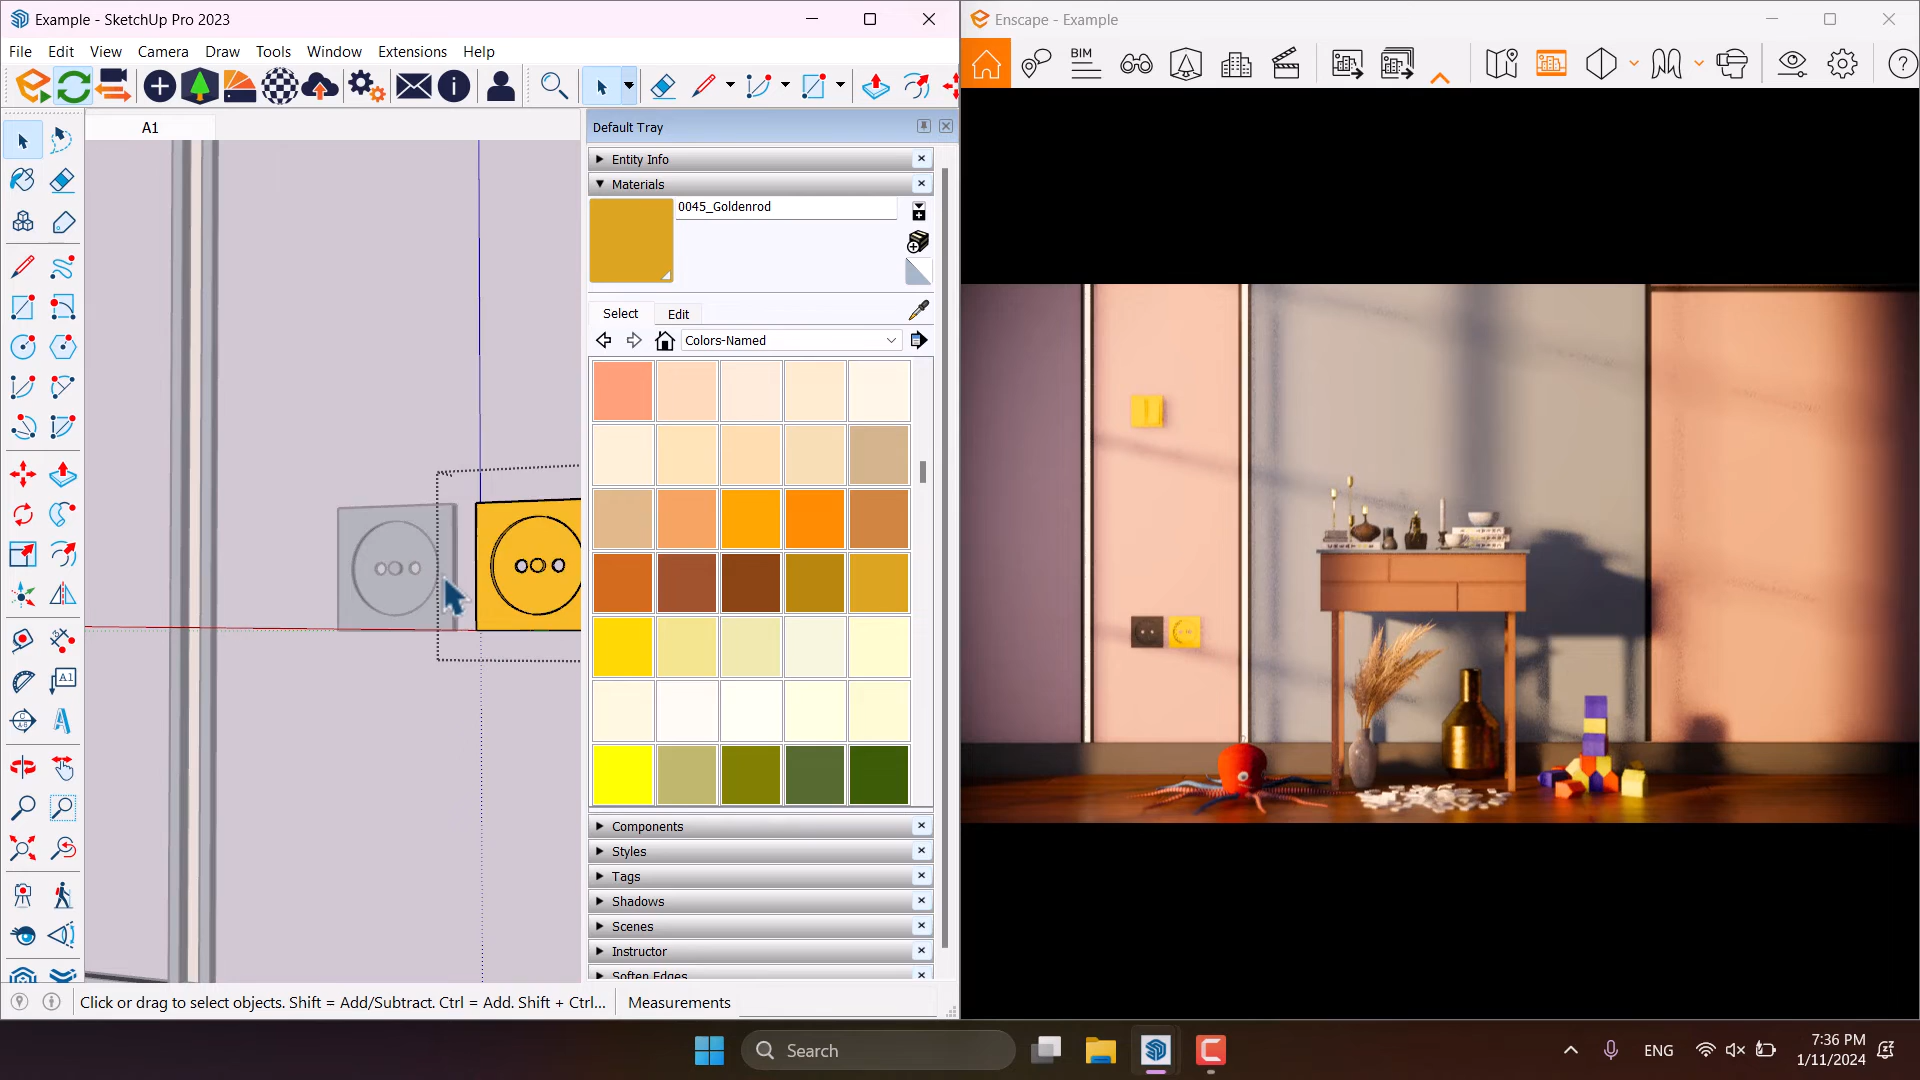 Example - SketchUp Pro 2023
File Edit View Camera Draw Tools Window Extensions Help
A1
Default Tray
Entity Info
Materials
0045_Goldenrod
Select Edit
Colors-Named
Components
Styles
Tags
Shadows
Scenes
Instructor
Soften Edges
A1
Click or drag to select objects. Shift = Add/Subtract. Ctrl = Add. Shift + Ctrl...
Measurements
Enscape - Example
BIM
Search
ENG
7:36 PM
1/11/2024